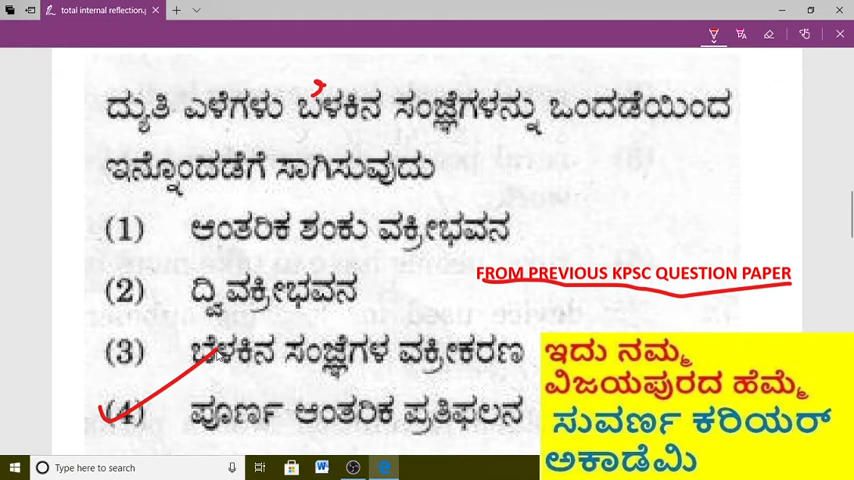 total internal reflection.p
ದ್ಯುತಿ ಎಳೆಗಳು ಬಳಕಿನ ಸಂಜ್ಞೆಗಳನ್ನು ಒಂದಡೆಯಿಂದ
ಇನ್ನೊಂದಡೆಗೆ ಸಾಗಿಸುವುದು
(1) ಆಂತರಿಕ ಶಂಕು ವಕ್ರೀಭವನ
FROM PREVIOUS KPSC QUESTION PAPER
(2) ದ್ವಿವಕ್ರೀಭವನ
(3) ಬೆಳಕಿನ ಸಂಜ್ಞೆಗಳ ವಕ್ರೀಕರಣ
(4) ಪೂರ್ಣ ಆಂತರಿಕ ಪ್ರತಿಫಲನ
ಇದು ನಮ್ಮ
ವಿಜಯಪುರದ ಹೆಮ್ಮೆ
ಸುವರ್ಣ ಕರಿಯರ್
ಅಕಾಡೆಮಿ
Type here to search